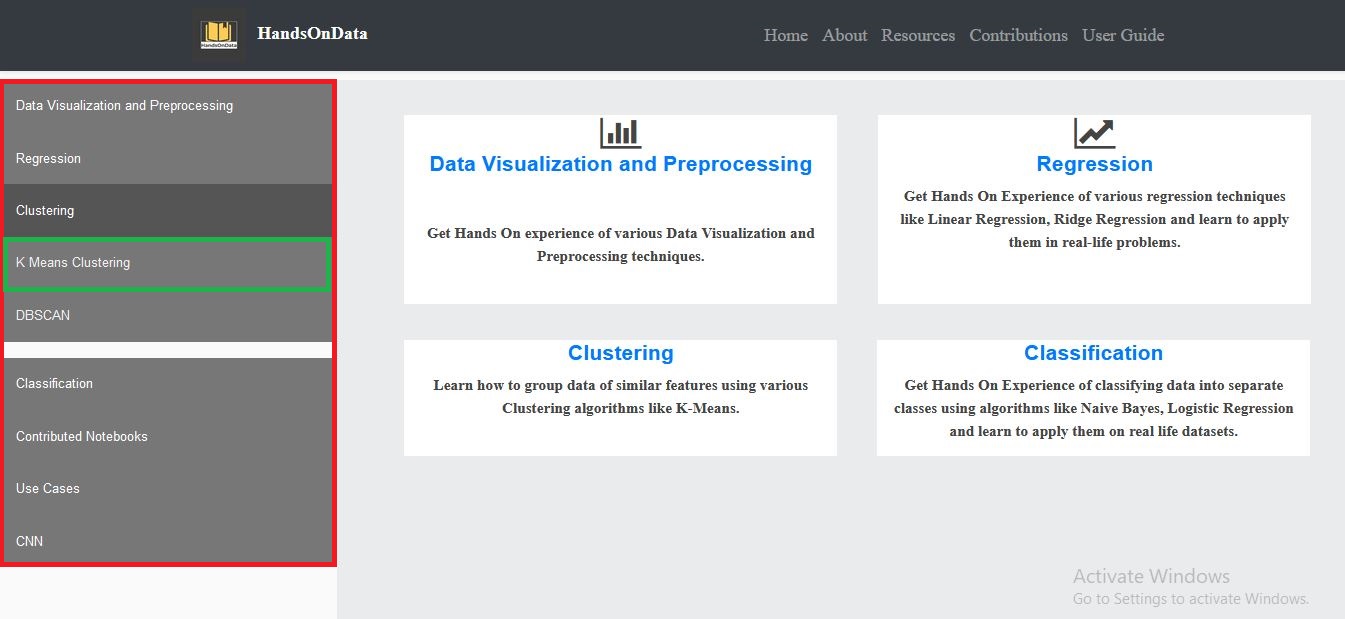 HandsOnData
HandsOnData
Home About Resources Contributions User Guide
Data Visualization and Preprocessing
Regression
Clustering
K Means Clustering
DBSCAN
Classification
Contributed Notebooks
Use Cases
CNN
Data Visualization and Preprocessing
Get Hands On experience of various Data Visualization and
Preprocessing techniques.
Regression
Get Hands On Experience of various regression techniques
like Linear Regression, Ridge Regression and learn to apply
them in real-life problems.
Clustering
Learn how to group data of similar features using various
Clustering algorithms like K-Means.
Classification
Get Hands On Experience of classifying data into separate
classes using algorithms like Naive Bayes, Logistic Regression
and learn to apply them on real life datasets.
Activate Windows
Go to Settings to activate Windows.